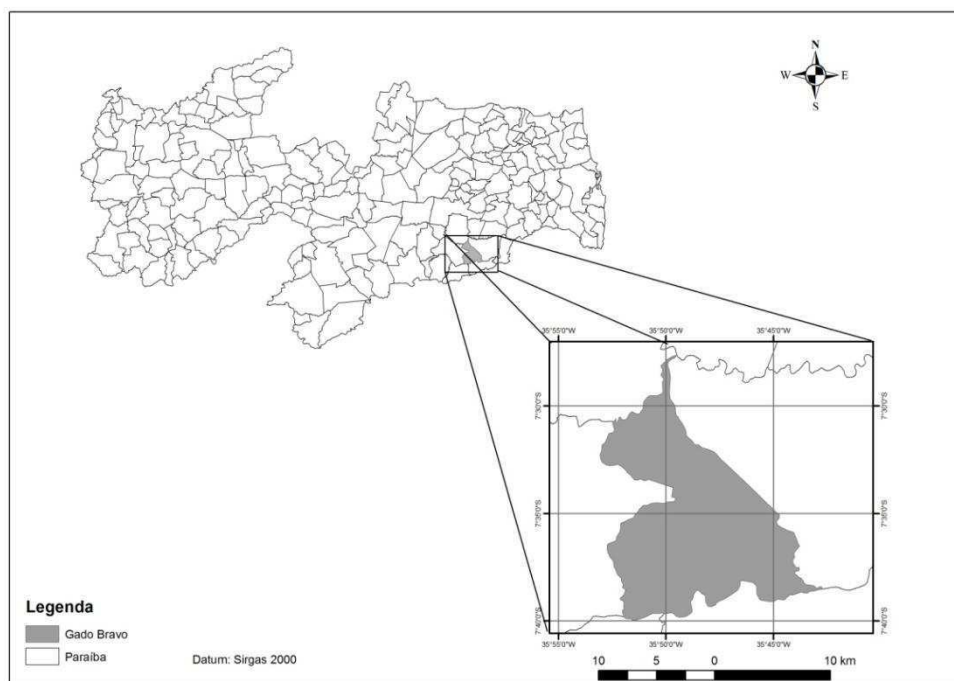 N
W E
S
35°55'0"W 35°50'0"W 35°45'0"W
7°30'0"S 7°30'0"S
7°35'0"S 7°35'0"S
7°40'0"S 7°40'0"S
35°55'0"W 35°50'0"W 35°45'0"W
Legenda
Gado Bravo
Paraíba
Datum: Sirgas 2000
10 5 0 10 km